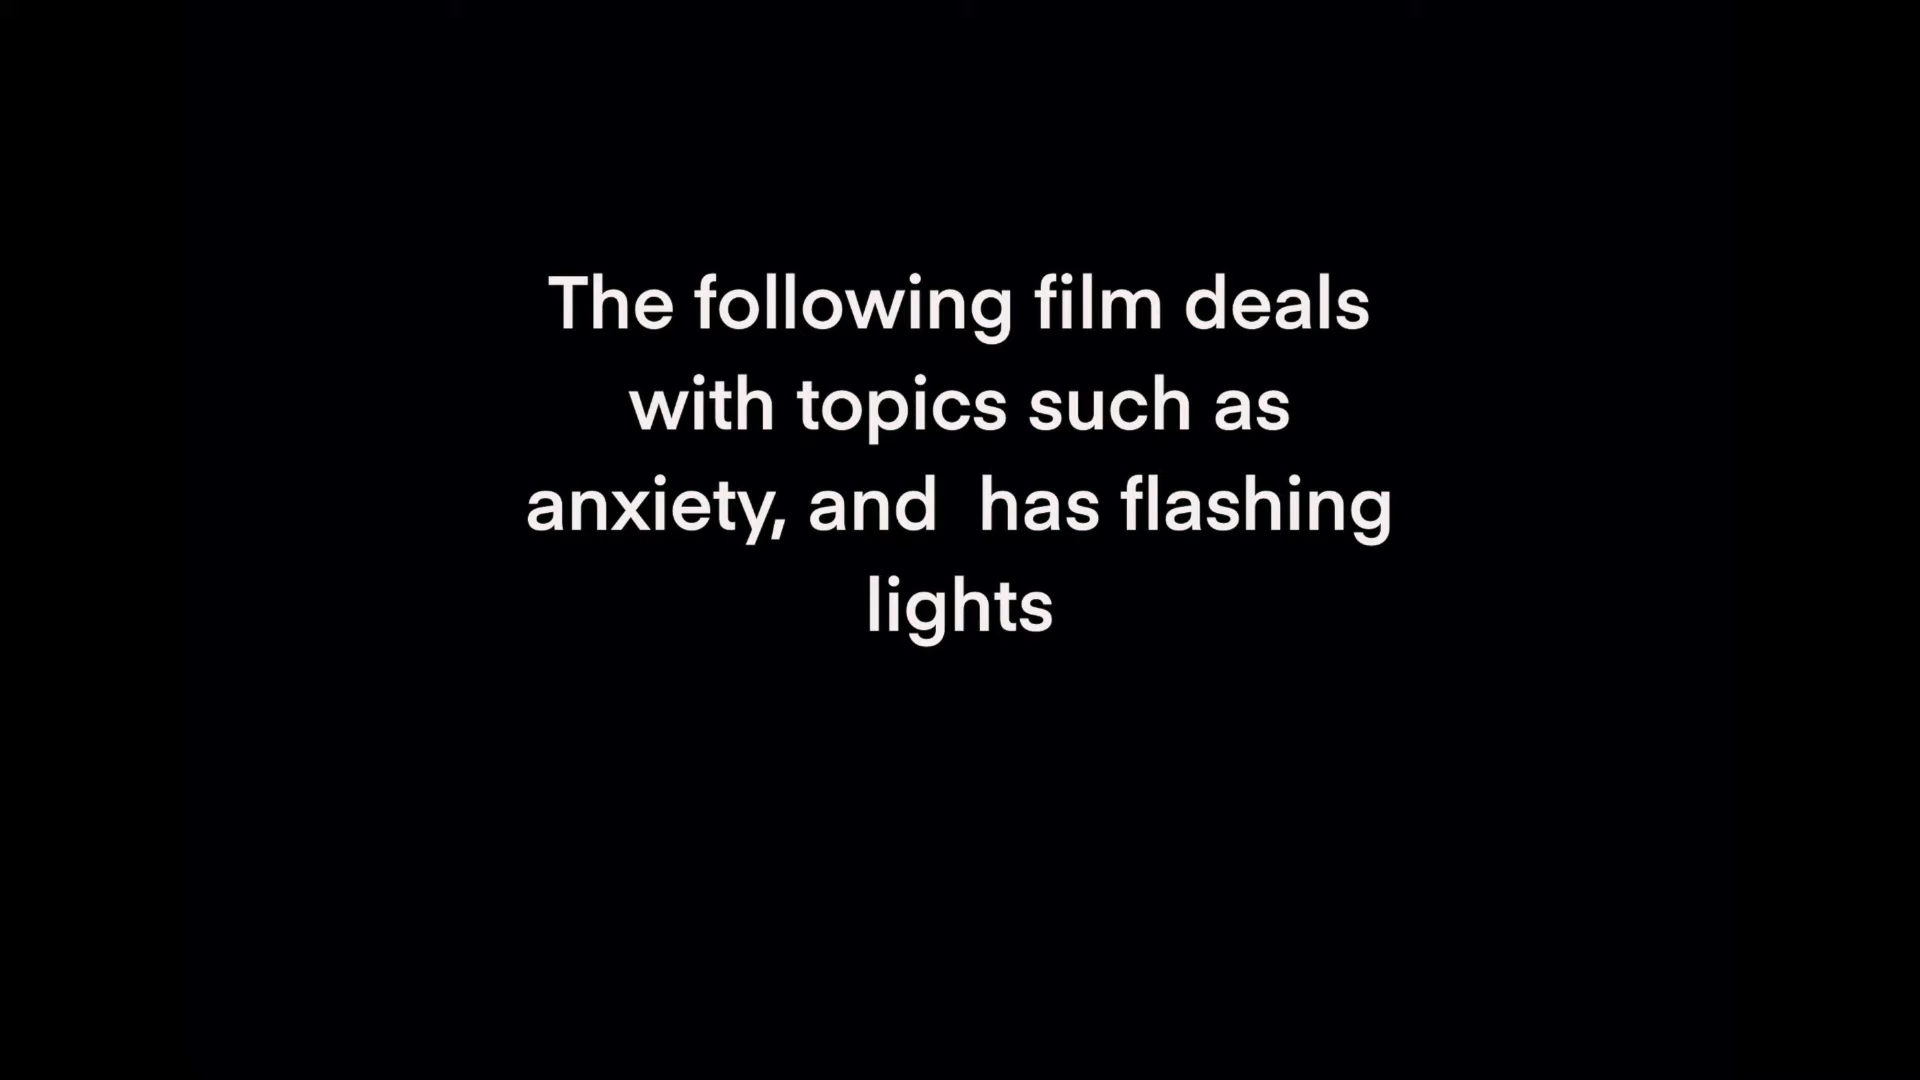 The following film deals
with topics such as
anxiety, and  has flashing
lights